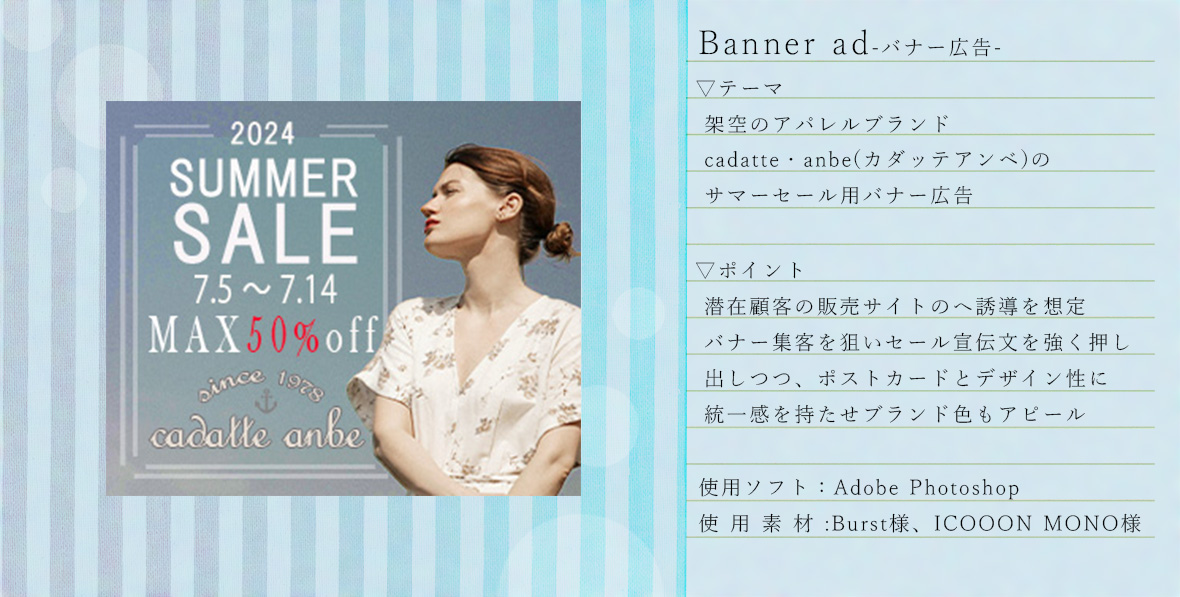 2024
SUMMER
SALE
7.5～7.14
MAX50%off
since 1978
cadatte anbe
Banner ad-バナー広告-
▽テーマ
架空のアパレルブランド
cadatte・anbe(カダッテアンベ)の
サマーセール用バナー広告
▽ポイント
潜在顧客の販売サイトのへ誘導を想定
バナー集客を狙いセール宣伝文を強く押し
出しつつ、ポストカードとデザイン性に
統一感を持たせブランド色もアピール
使用ソフト：Adobe Photoshop
使用素材:Burst様、ICOOON MONO様